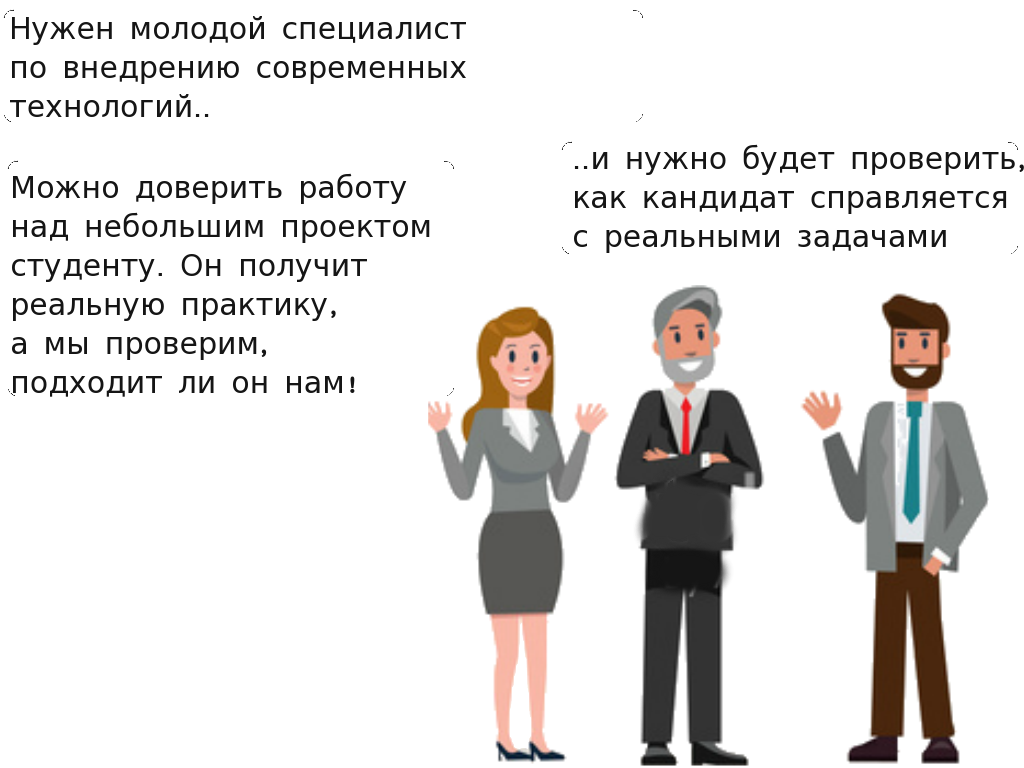 Нужен молодой специалист
по внедрению современных
технологий..
..и нужно будет проверить,
как кандидат справляется
с реальными задачами
Можно доверить работу
над небольшим проектом
студенту. Он получит
реальную практику,
а мы проверим,
подходит ли он нам!